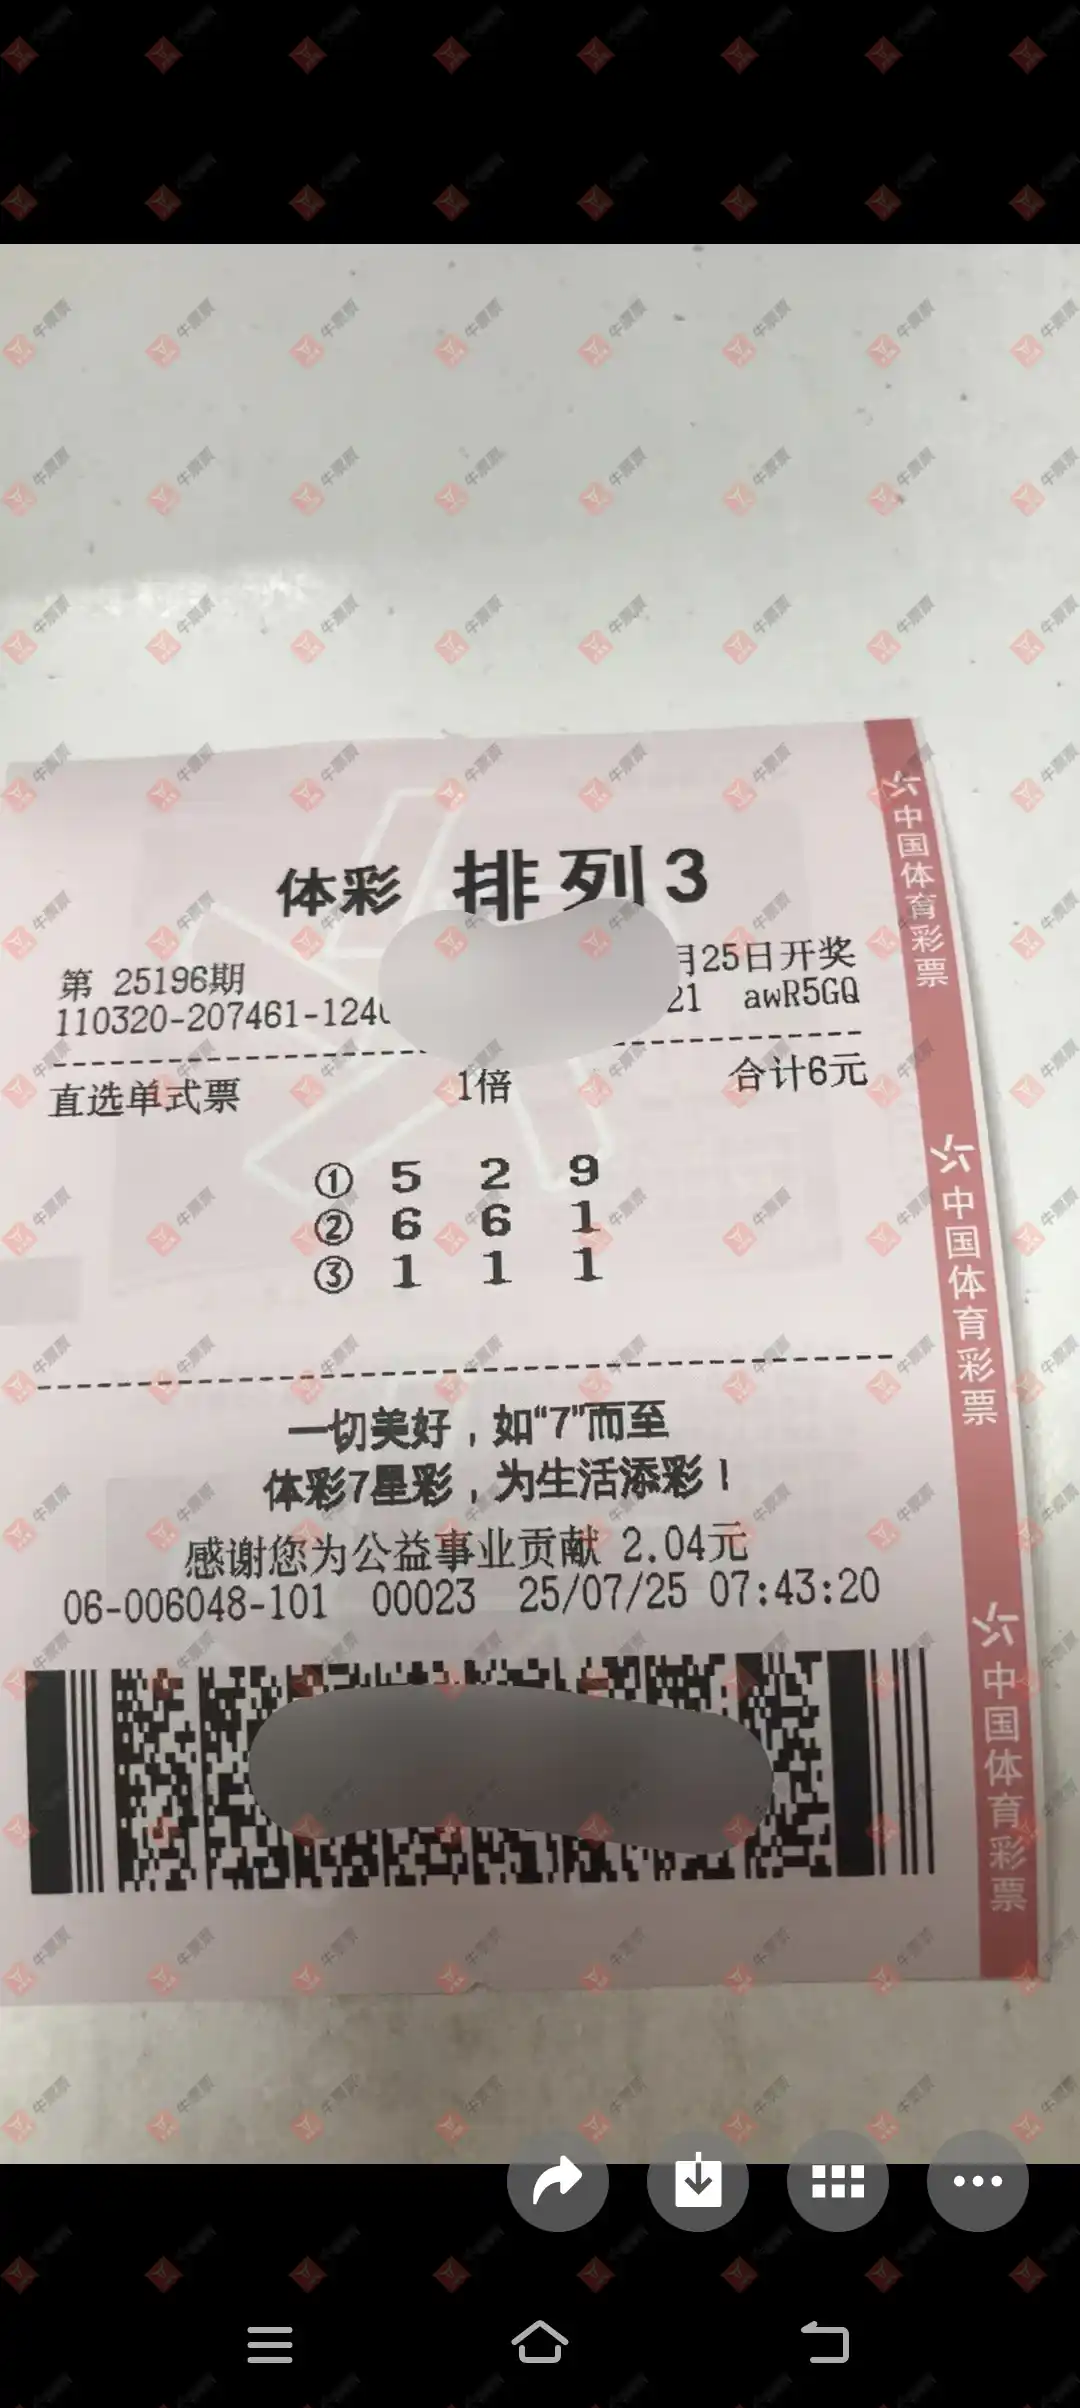 体彩 排列3
第 25196期 月25日开奖
110320-207461-124 21 awR5GQ
直选单式票 1倍 合计6元
① 5 2 9
② 6 6 1
③ 1 1 1
一切美好，如“7”而至
体彩7星彩，为生活添彩！
感谢您为公益事业贡献 2.04元
06-006048-101 00023 25/07/25 07:43:20
中国体育彩票
中国体育彩票
中国体育彩票
牛票票